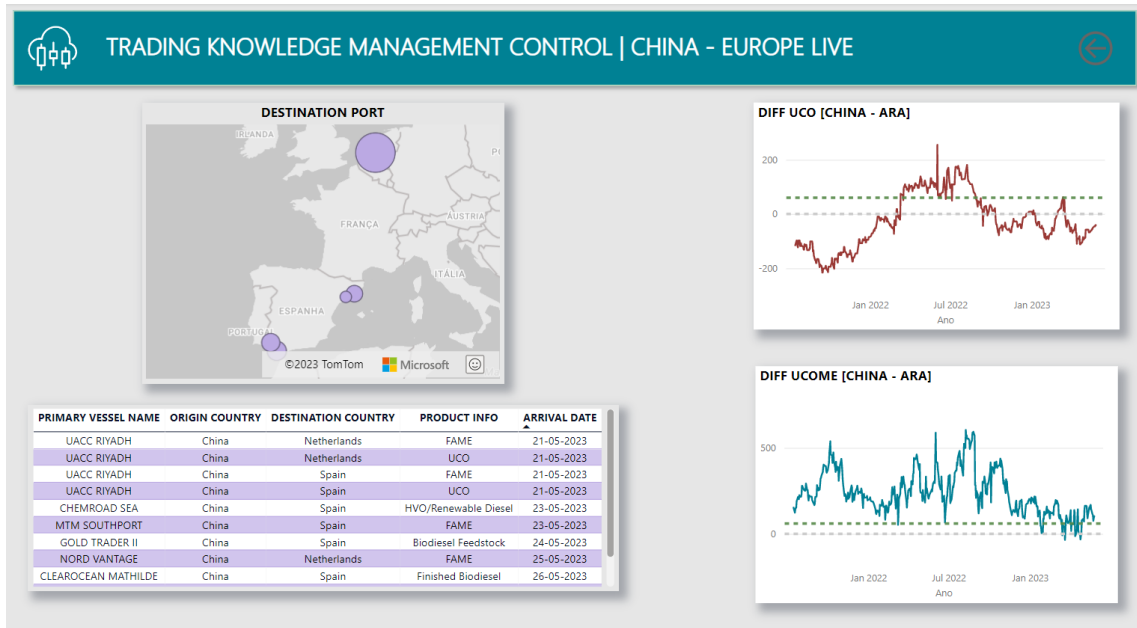 TRADING KNOWLEDGE MANAGEMENT CONTROL | CHINA - EUROPE LIVE
DESTINATION PORT
IRLANDA
FRANÇA
ÁUSTRIA
ITÁLIA
ESPANHA
PORTUGAL
©2023 TomTom Microsoft
DIFF UCO [CHINA - ARA]
200
0
-200
Jan 2022 Jul 2022 Jan 2023
Ano
PRIMARY VESSEL NAME ORIGIN COUNTRY DESTINATION COUNTRY PRODUCT INFO ARRIVAL DATE
UACC RIYADH China Netherlands FAME 21-05-2023
UACC RIYADH China Netherlands UCO 21-05-2023
UACC RIYADH China Spain FAME 21-05-2023
UACC RIYADH China Spain UCO 21-05-2023
CHEMROAD SEA China Spain HVO/Renewable Diesel 23-05-2023
MTM SOUTHPORT China Spain FAME 23-05-2023
GOLD TRADER II China Spain Biodiesel Feedstock 24-05-2023
NORD VANTAGE China Netherlands FAME 25-05-2023
CLEAROCEAN MATHILDE China Spain Finished Biodiesel 26-05-2023
DIFF UCOME [CHINA - ARA]
500
0
Jan 2022 Jul 2022 Jan 2023
Ano